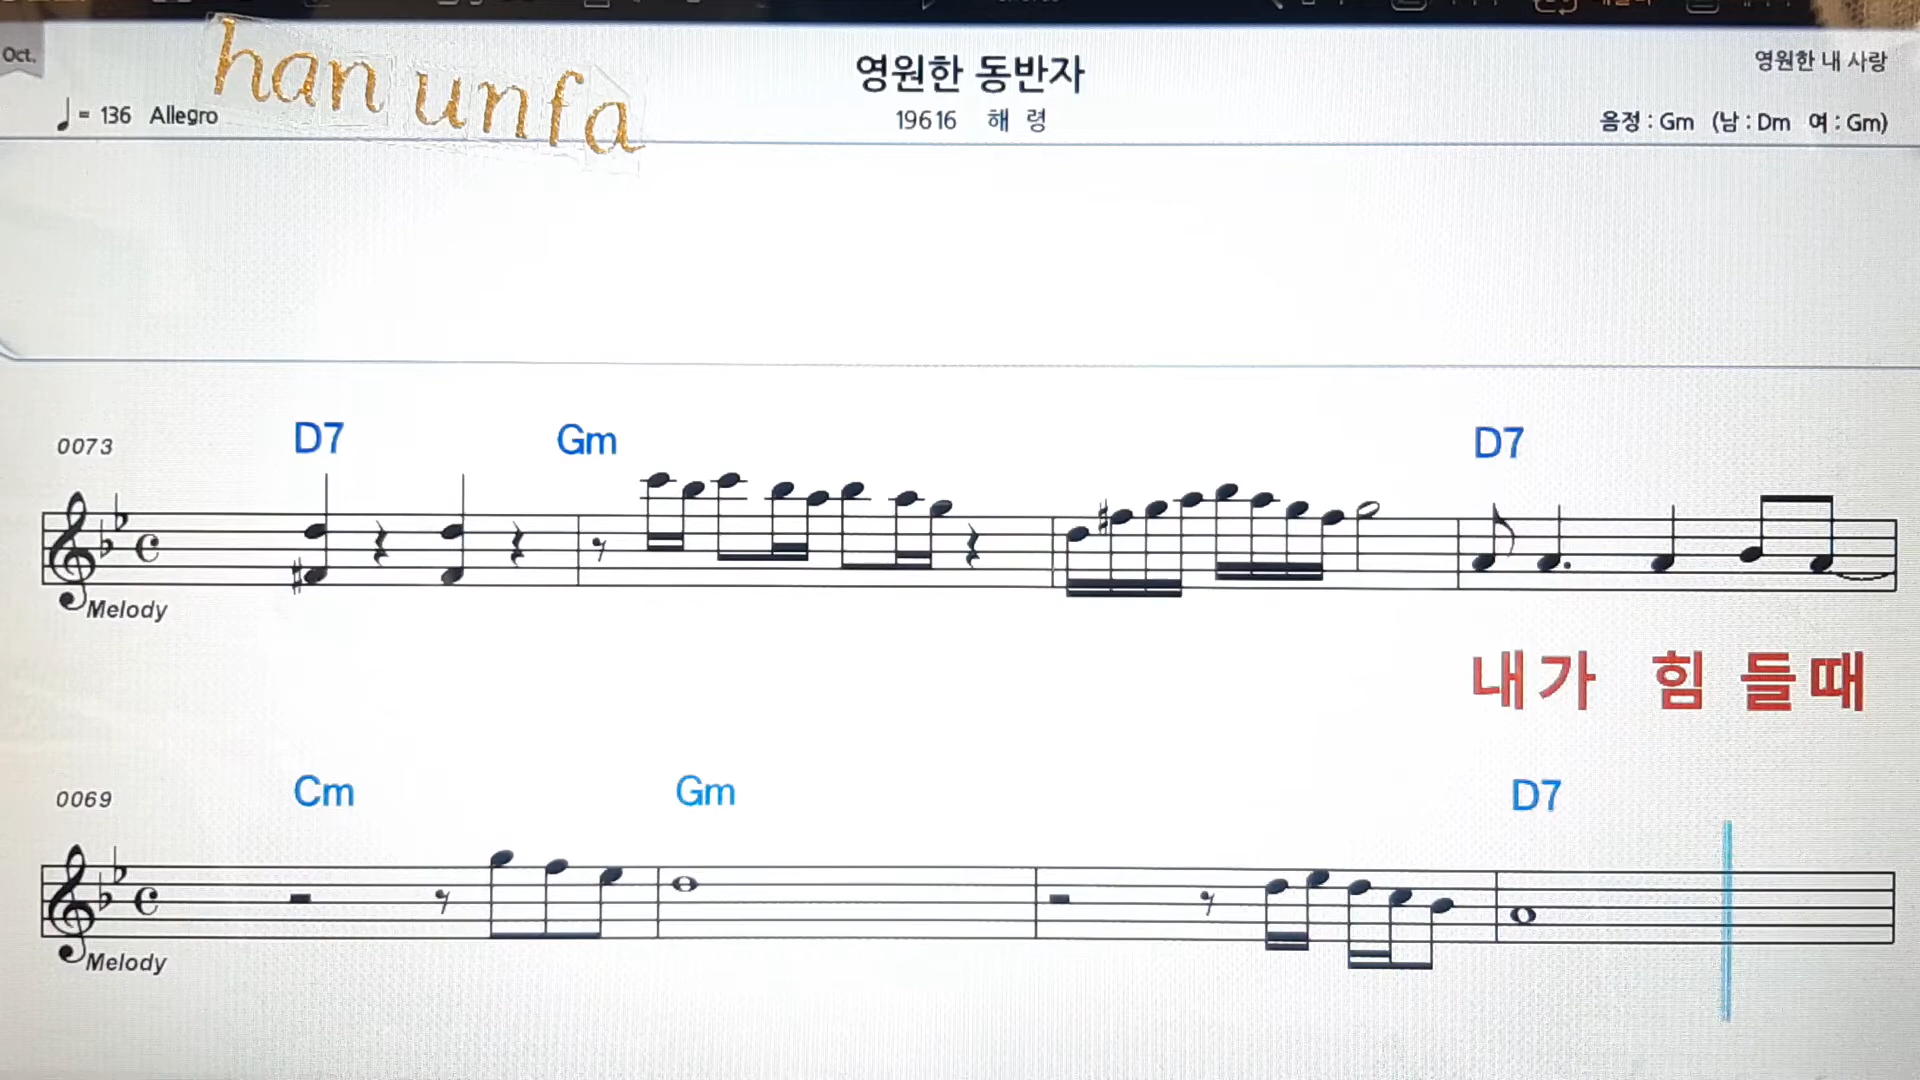 Oct.
han unfa
영원한 동반자
영원한 내 사랑
♩= 136 Allegro
19616 해 령
음정 : Gm (남 : Dm 여 : Gm)
0073 D7 Gm D7
Melody
내가 힘 들때
0069 Cm Gm D7
Melody